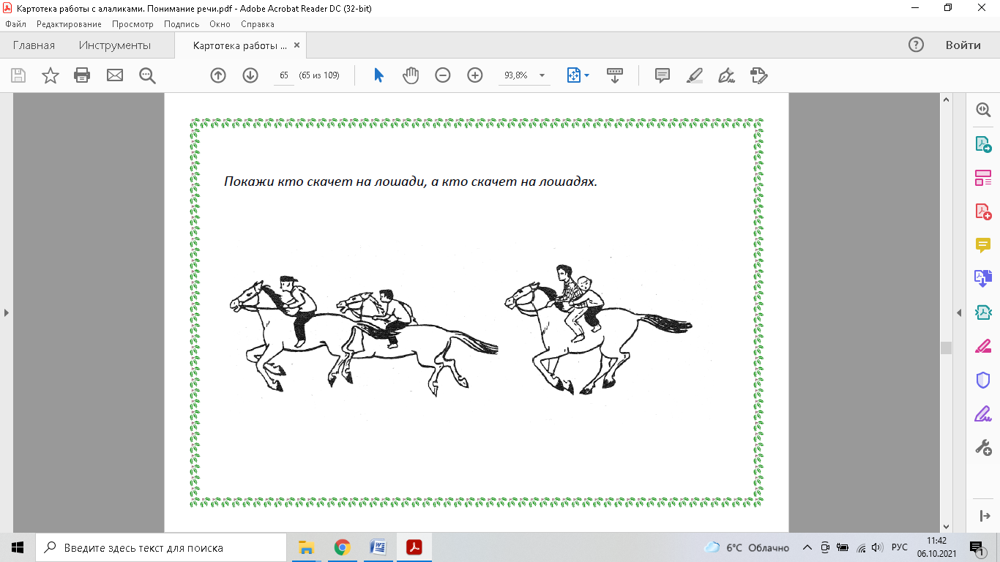 Картотека работы с алаликами. Понимание речи.pdf - Adobe Acrobat Reader DC (32-bit)
Файл Редактирование Просмотр Подпись Окно Справка
Главная Инструменты Картотека работы ... × Войти
65 (65 из 109) 93,8%
Покажи кто скачет на лошади, а кто скачет на лошадях.
Введите здесь текст для поиска 6°C Облачно РУС 11:42
06.10.2021 1